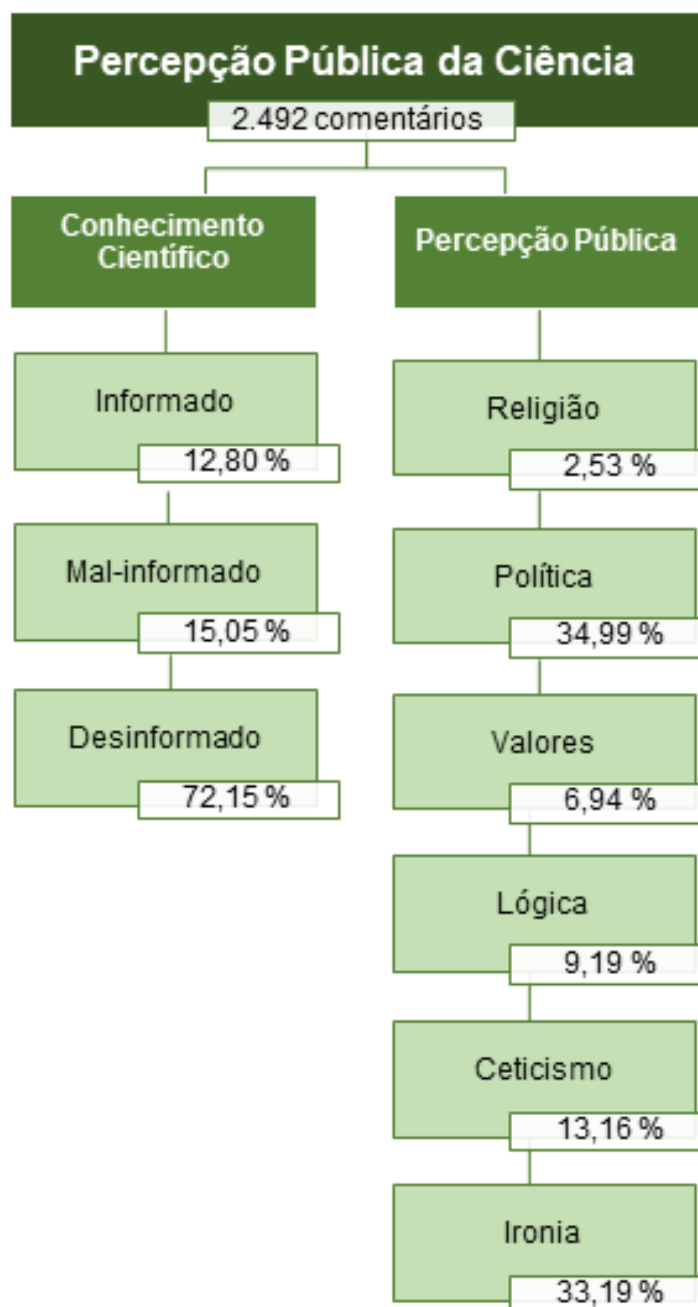 Percepção Pública da Ciência
2.492 comentários
Conhecimento
Científico
Informado
12,80 %
Mal-informado
15,05 %
Desinformado
72,15 %
Percepção Pública
Religião
2,53 %
Política
34,99 %
Valores
6,94 %
Lógica
9,19 %
Ceticismo
13,16 %
Ironia
33,19 %